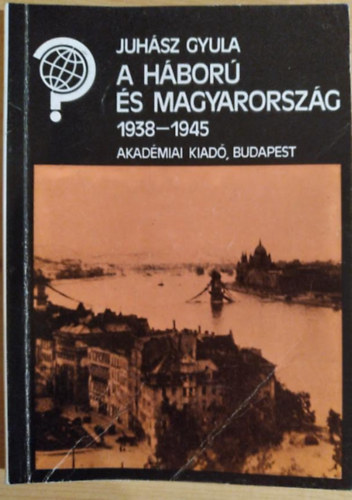 JUHÁSZ GYULA
A HÁBORÚ
ÉS MAGYARORSZÁG
1938—1945
AKADÉMIAI KIADÓ, BUDAPEST